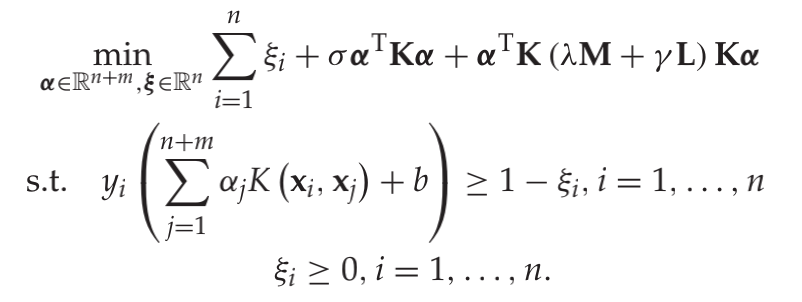 min_{α∈ℝ^{n+m}, ξ∈ℝ^n} ∑_{i=1}^{n} ξ_i + σα^T Kα + α^T K (λM + γL) Kα
s.t. y_i ( ∑_{j=1}^{n+m} α_j K (x_i, x_j) + b ) ≥ 1 − ξ_i, i = 1, . . . , n
ξ_i ≥ 0, i = 1, . . . , n.